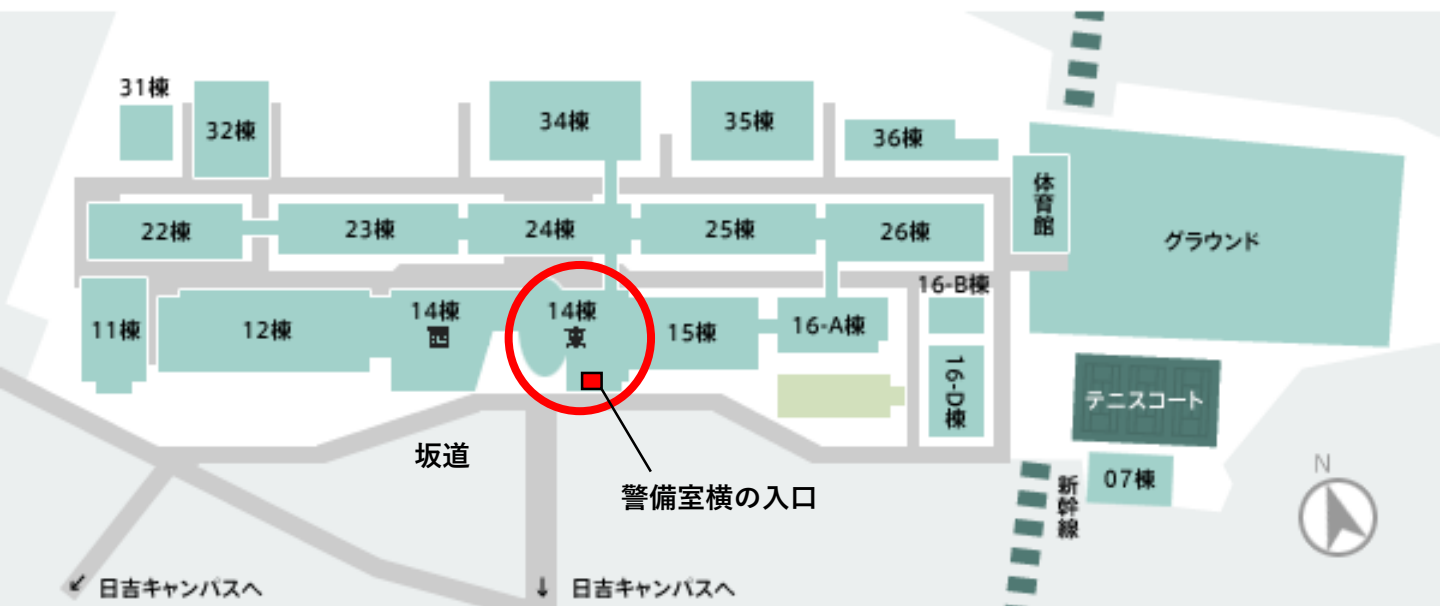 31棟
32棟
34棟
35棟
36棟
体育館
グラウンド
22棟
23棟
24棟
25棟
26棟
11棟
12棟
14棟
西
14棟
東
15棟
16-A棟
16-B棟
16-D棟
テニスコート
07棟
新幹線
N
坂道
警備室横の入口
↙ 日吉キャンパスへ
↓ 日吉キャンパスへ